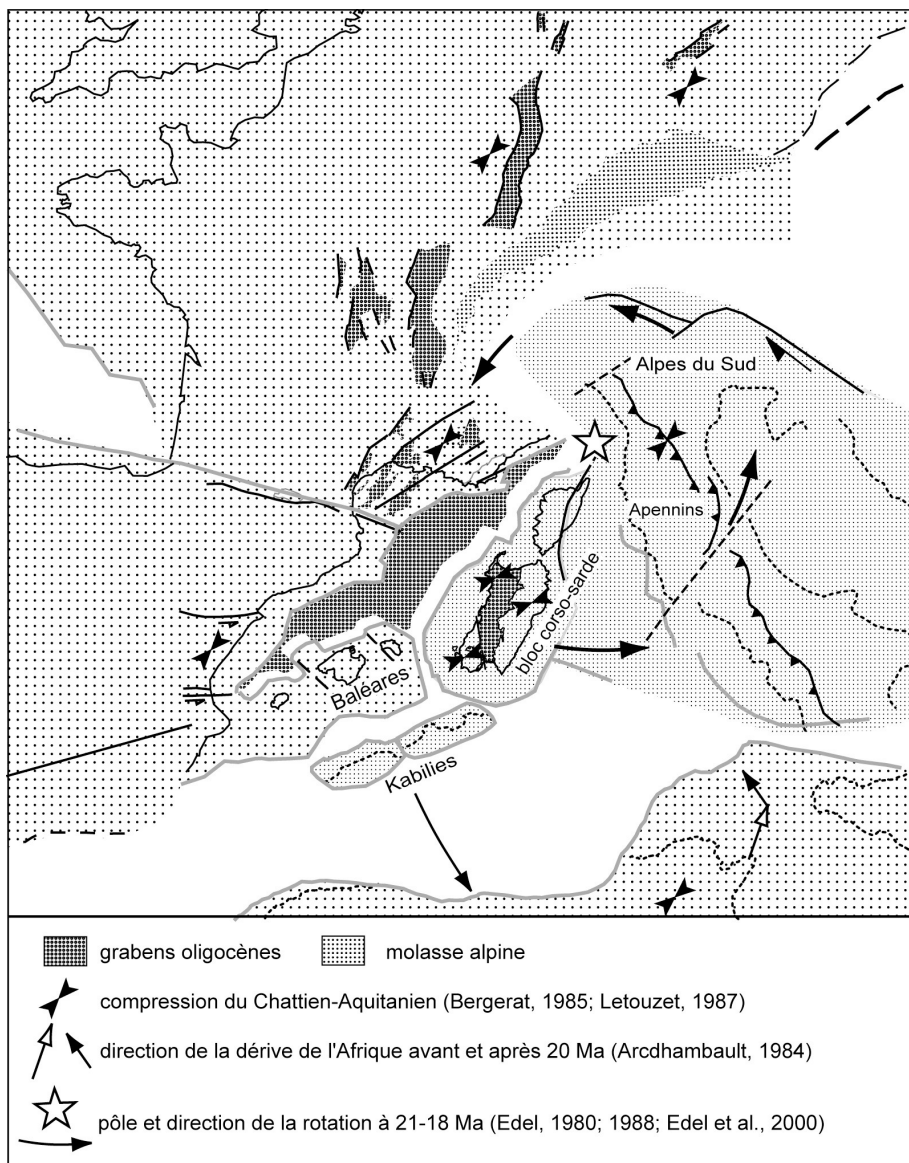 Alpes du Sud
Apennins
bloc corso-sarde
Baléares
Kabilies
grabens oligocènes
molasse alpine
compression du Chattien-Aquitanien (Bergerat, 1985; Letouzet, 1987)
direction de la dérive de l'Afrique avant et après 20 Ma (Arcdhambault, 1984)
pôle et direction de la rotation à 21-18 Ma (Edel, 1980; 1988; Edel et al., 2000)